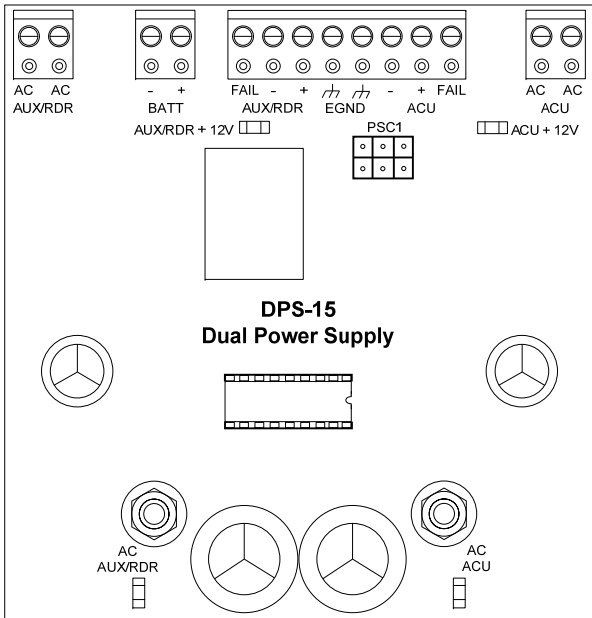 AC AC
AUX/RDR
- +
BATT
FAIL - + - + FAIL
AUX/RDR EGND ACU
AC AC
ACU
AUX/RDR + 12V
PSC1
ACU + 12V
DPS-15
Dual Power Supply
AC
AUX/RDR
AC
ACU